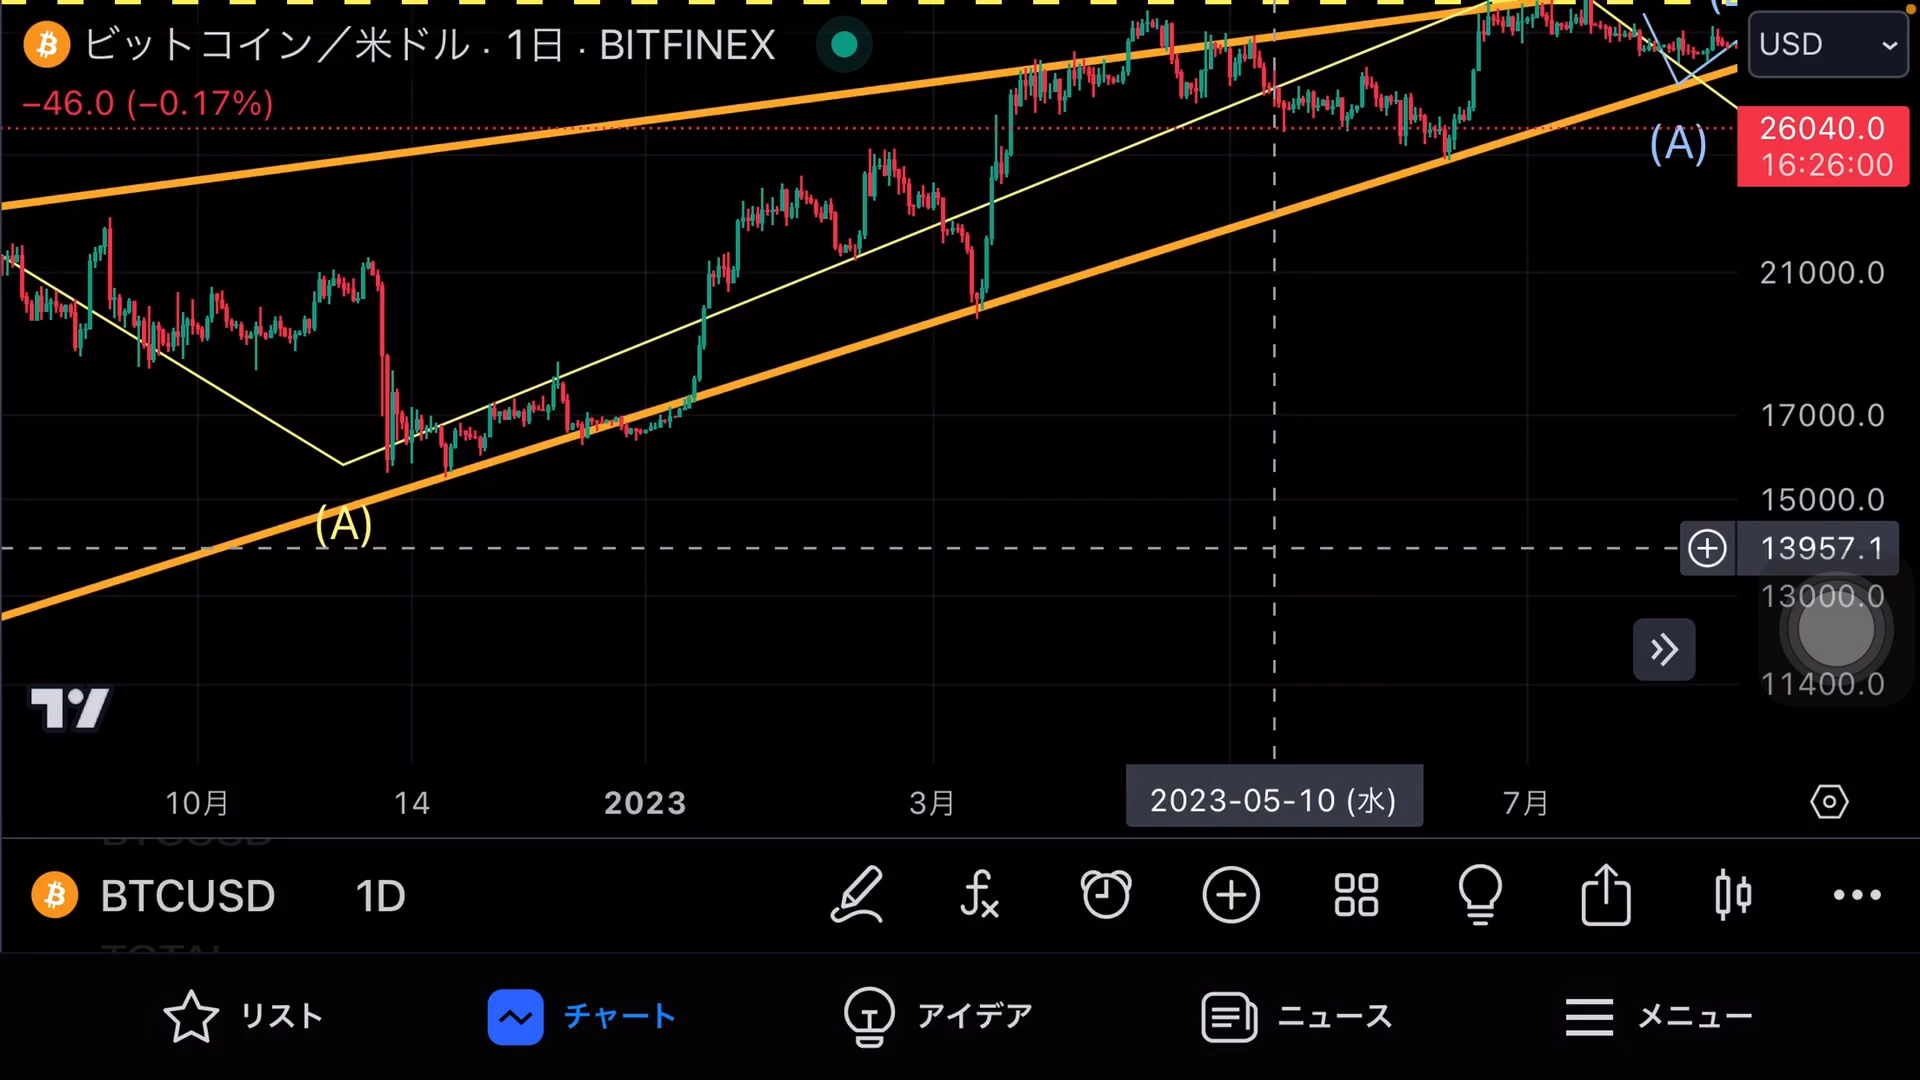 ビットコイン／米ドル · 1日 · BITFINEX
USD
−46.0 (−0.17%)
26040.0
16:26:00
(A)
21000.0
17000.0
15000.0
(A)
13957.1
13000.0
11400.0
10月
14
2023
3月
2023-05-10 (水)
7月
BTCUSD
1D
リスト
チャート
アイデア
ニュース
メニュー